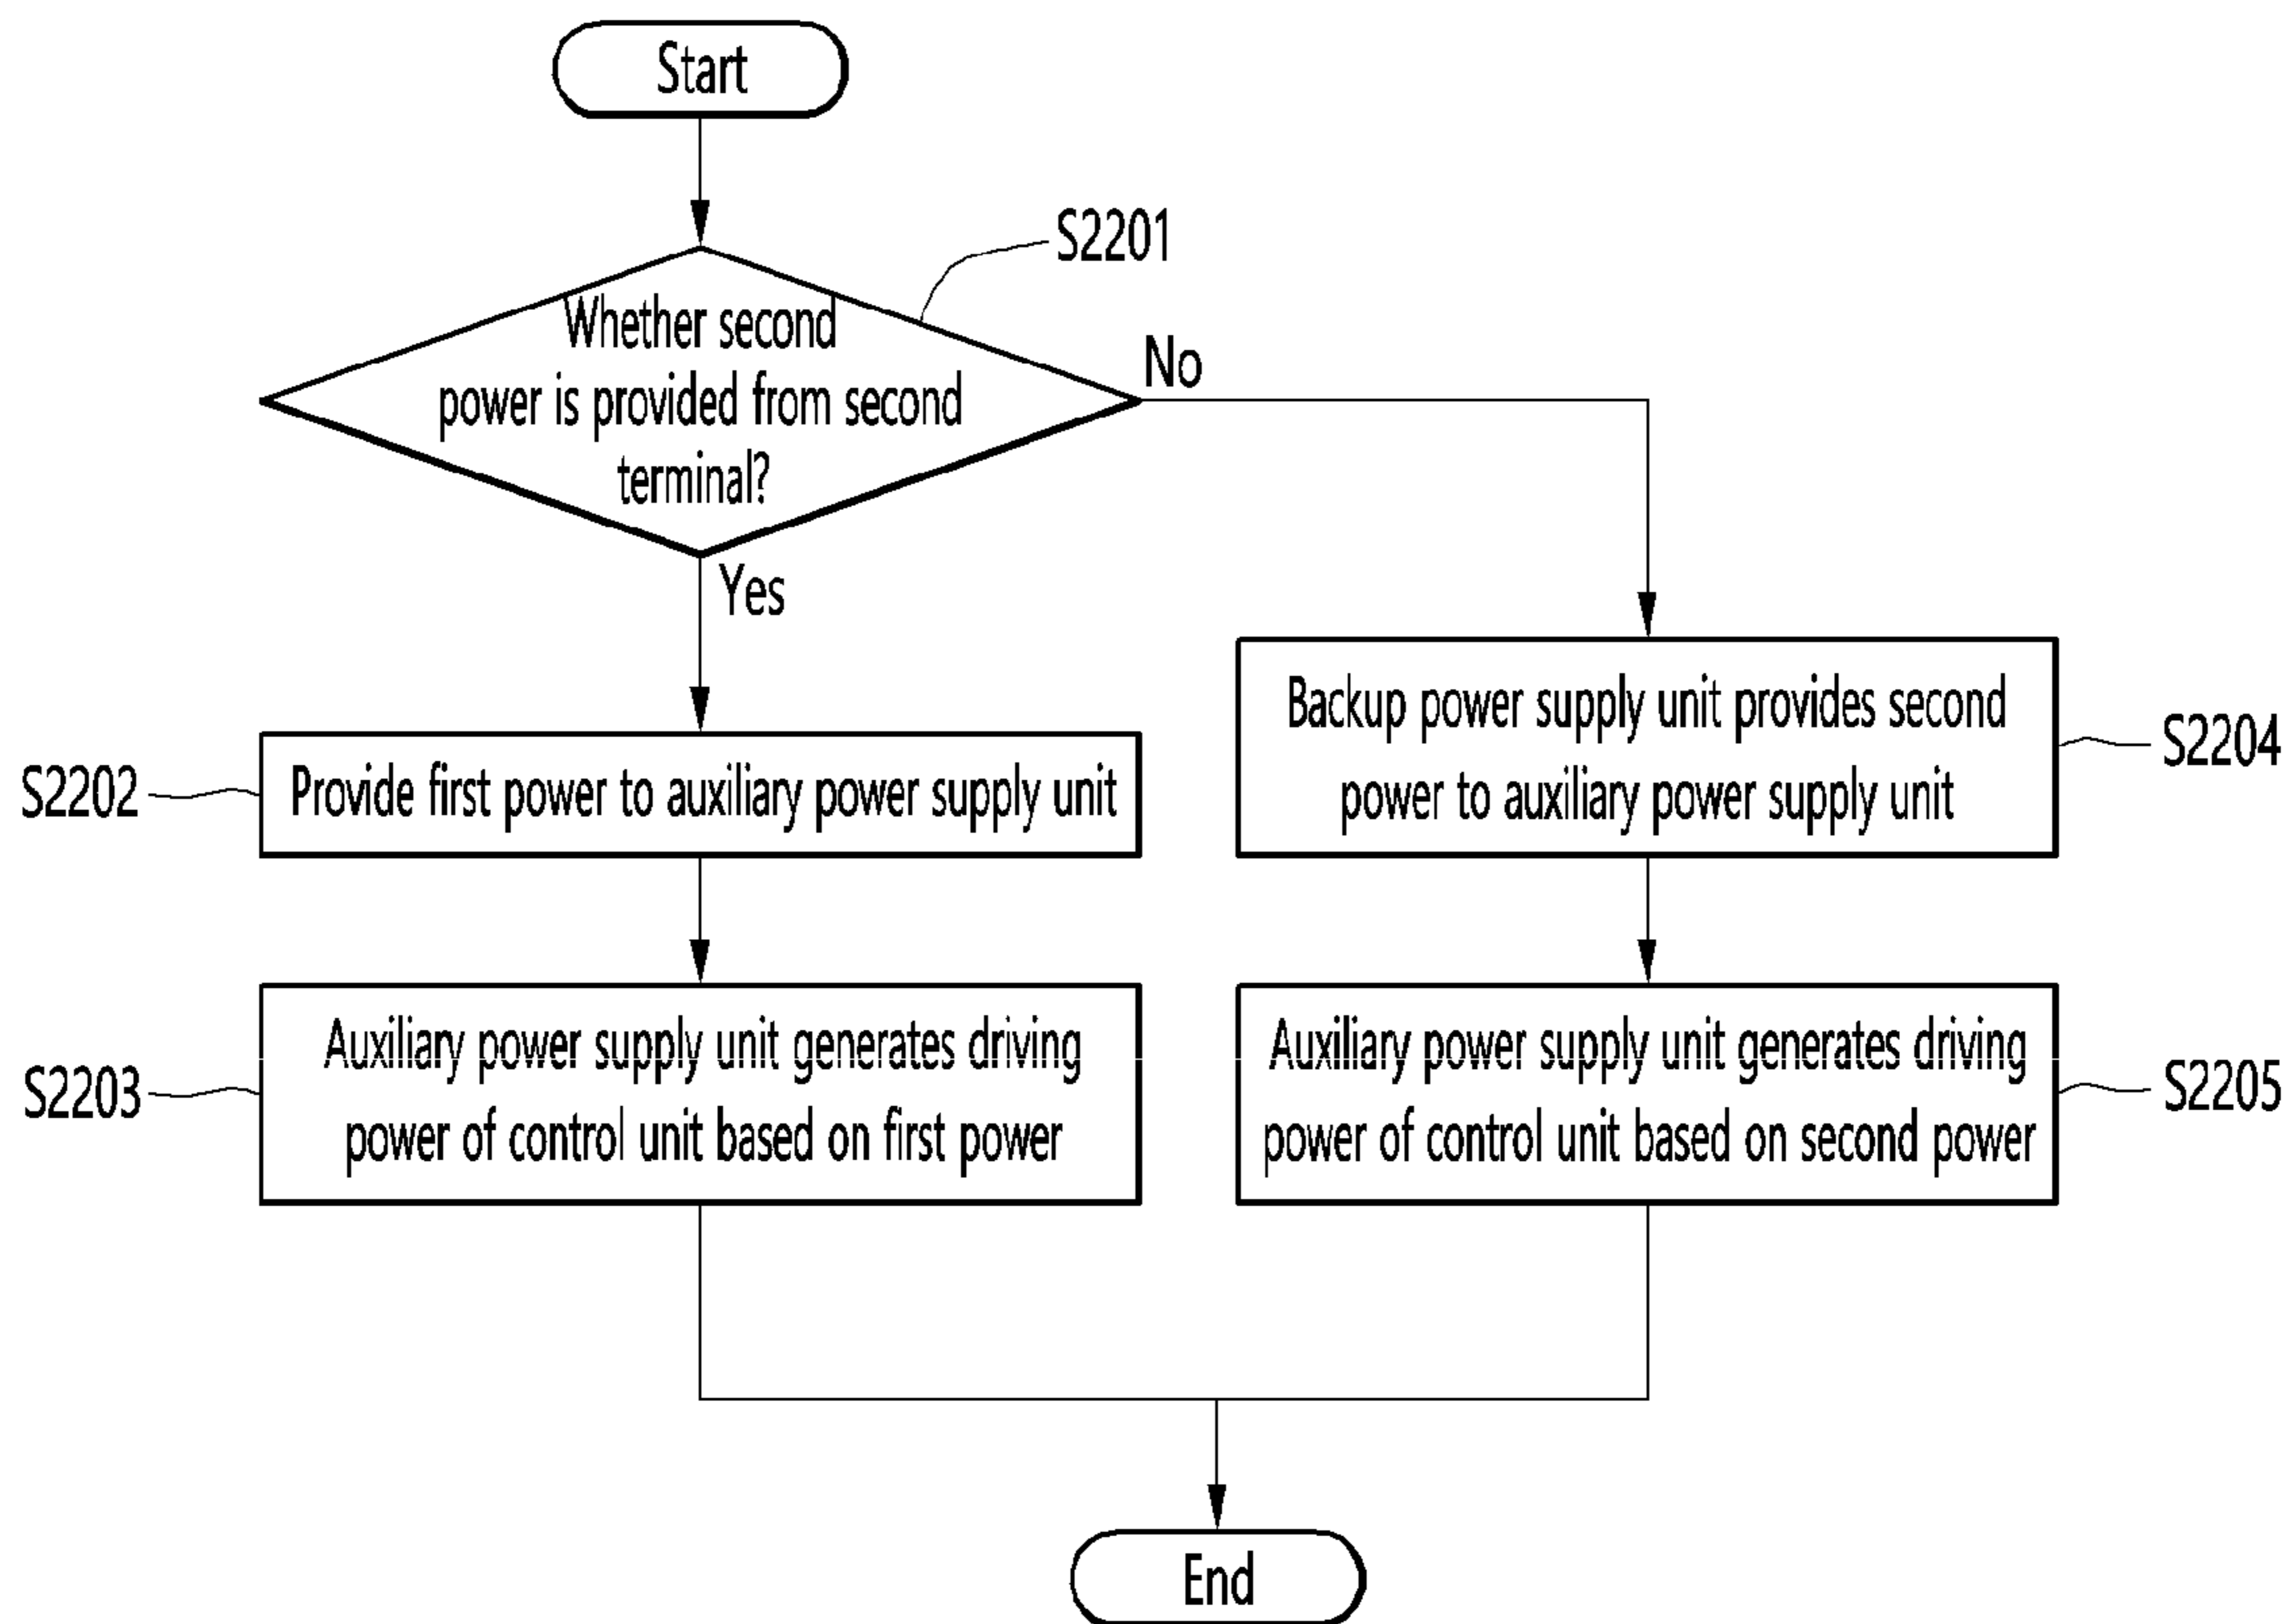 Start
S2201
Whether second
power is provided from second
terminal?
No
Yes
S2202
Provide first power to auxiliary power supply unit
Backup power supply unit provides second
power to auxiliary power supply unit
S2204
S2203
Auxiliary power supply unit generates driving
power of control unit based on first power
Auxiliary power supply unit generates driving
power of control unit based on second power
S2205
End